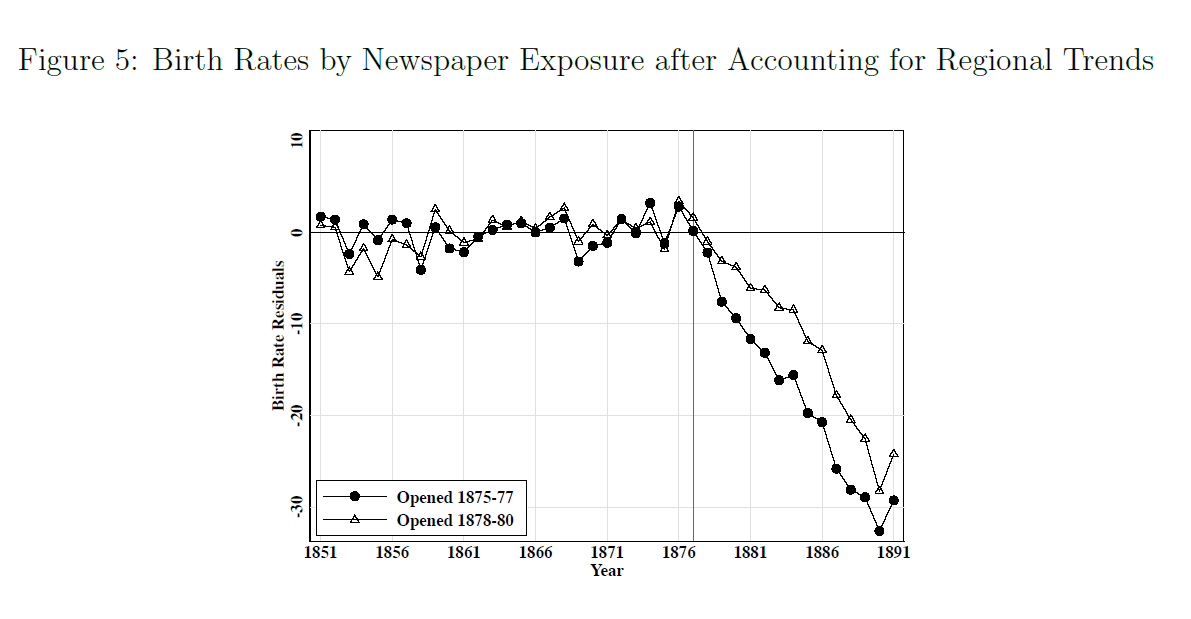 Figure 5: Birth Rates by Newspaper Exposure after Accounting for Regional Trends
10
0
-10
-20
-30
Birth Rate Residuals
Opened 1875-77
Opened 1878-80
1851 1856 1861 1866 1871 1876 1881 1886 1891
Year